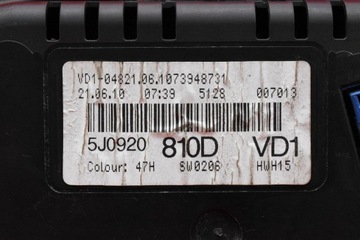 VD1-04821.06.1073948731
21.06.10 07:39 5128 007013
5J0920 810D VD1
Colour: 47H SW0206 HWH15